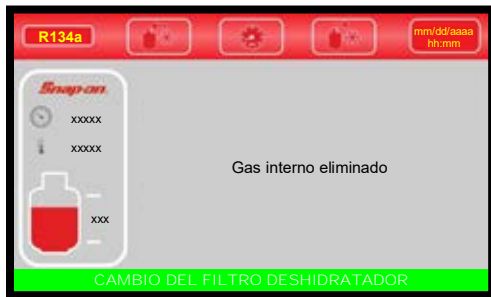 R134a
mm/dd/aaaa
hh:mm
Snap-on
xxxxx
xxxxx
Gas interno eliminado
xxx
CAMBIO DEL FILTRO DESHIDRATADOR